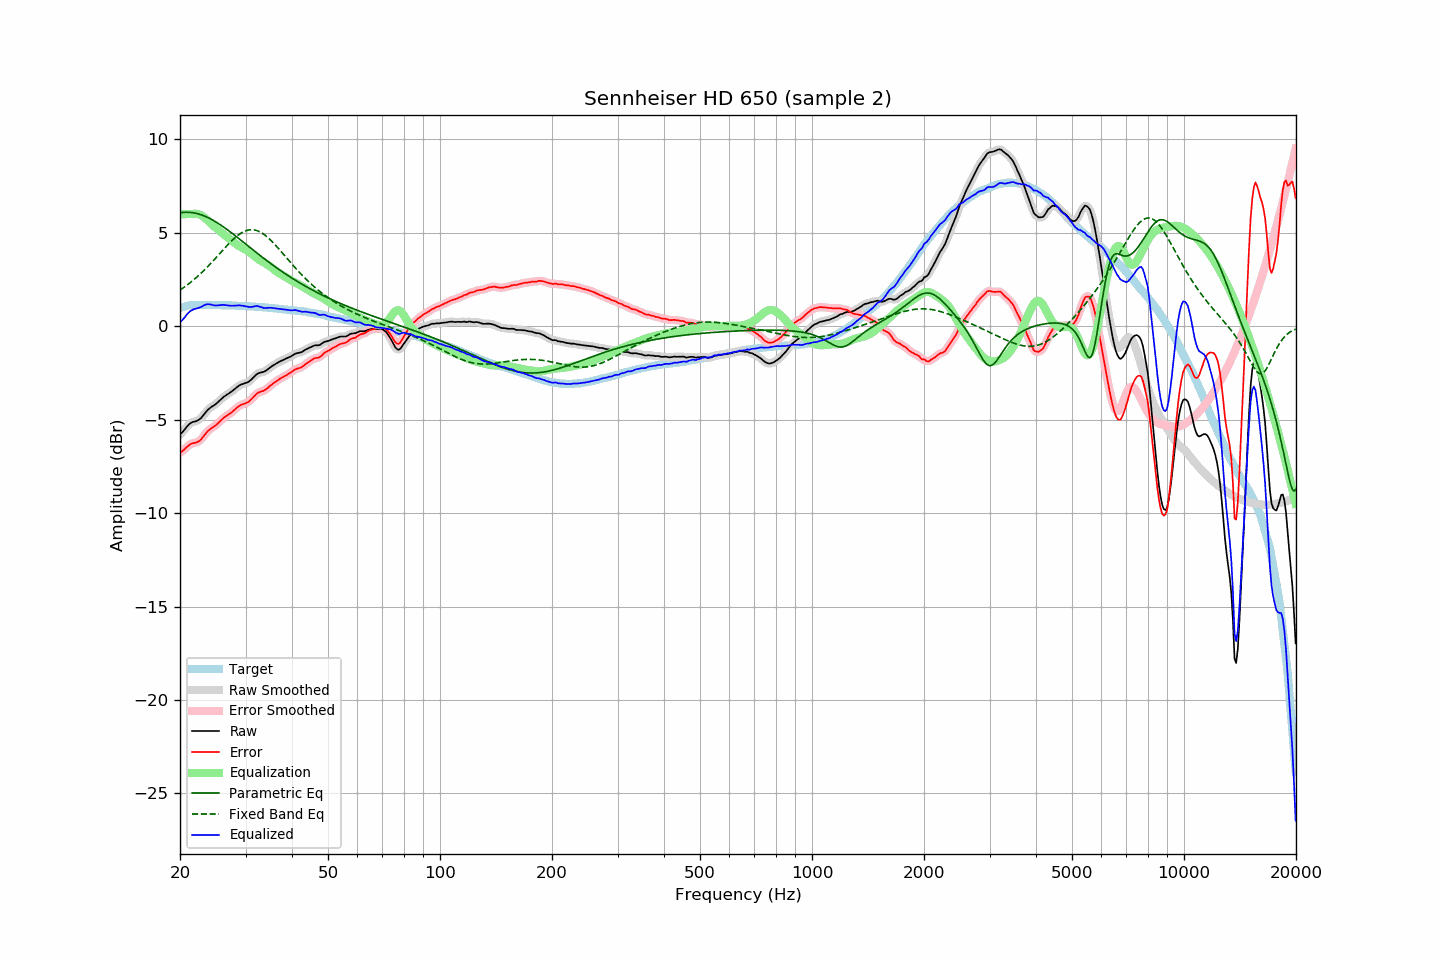 Sennheiser HD 650 (sample 2)
10
5
0
−5
−10
−15
−20
−25
Amplitude (dBr)
Target
Raw Smoothed
Error Smoothed
Raw
Error
Equalization
Parametric Eq
Fixed Band Eq
Equalized
20 50 100 200 500 1000 2000 5000 10000 20000
Frequency (Hz)